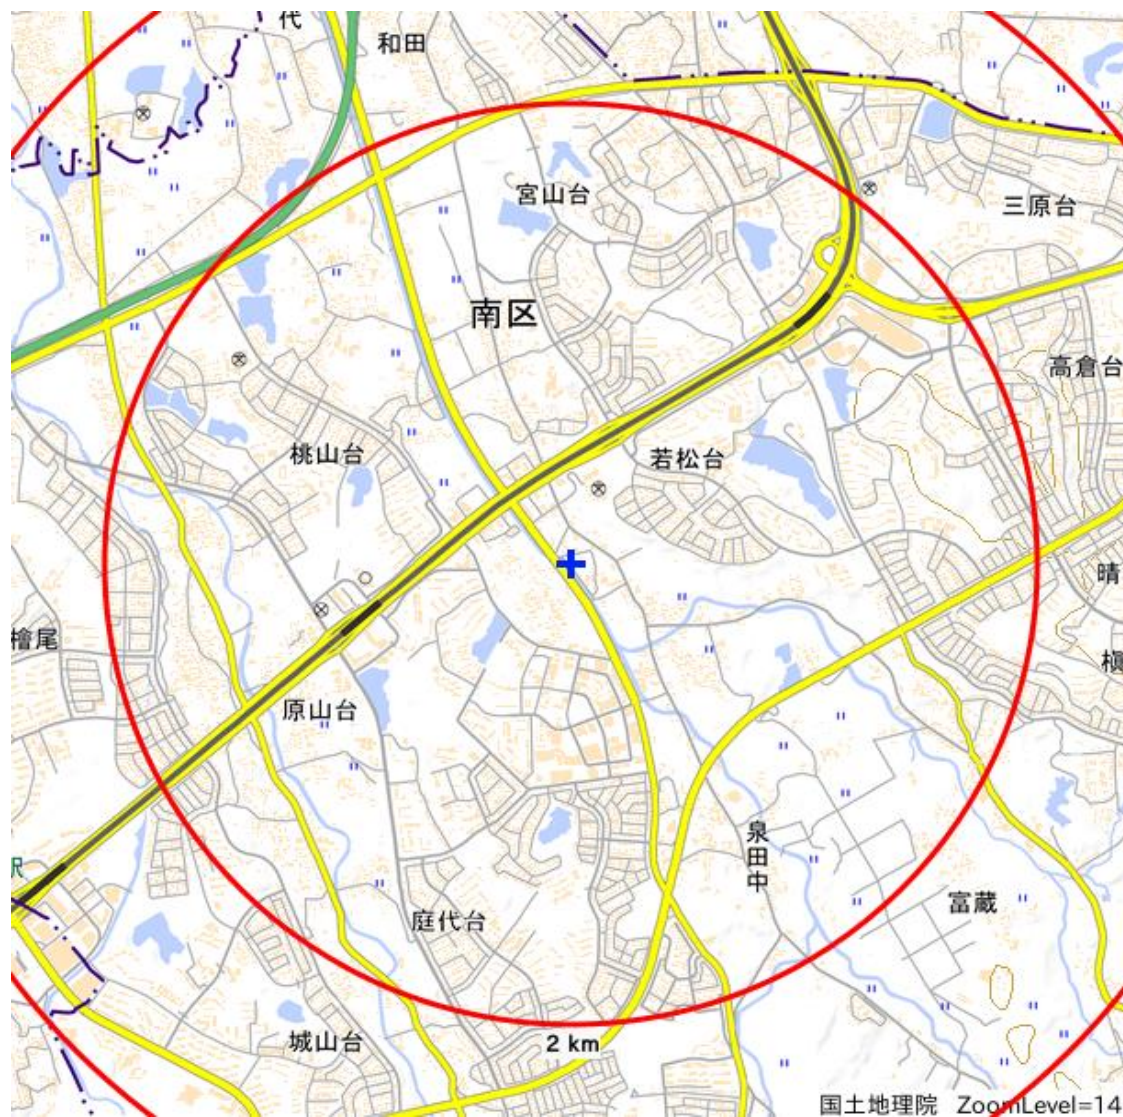 代
和田
宮山台
三原台
南区
高倉台
桃山台
若松台
晴
檜尾
槇
原山台
泉
田
中
駅
富蔵
庭代台
城山台
2 km
国土地理院 ZoomLevel=14